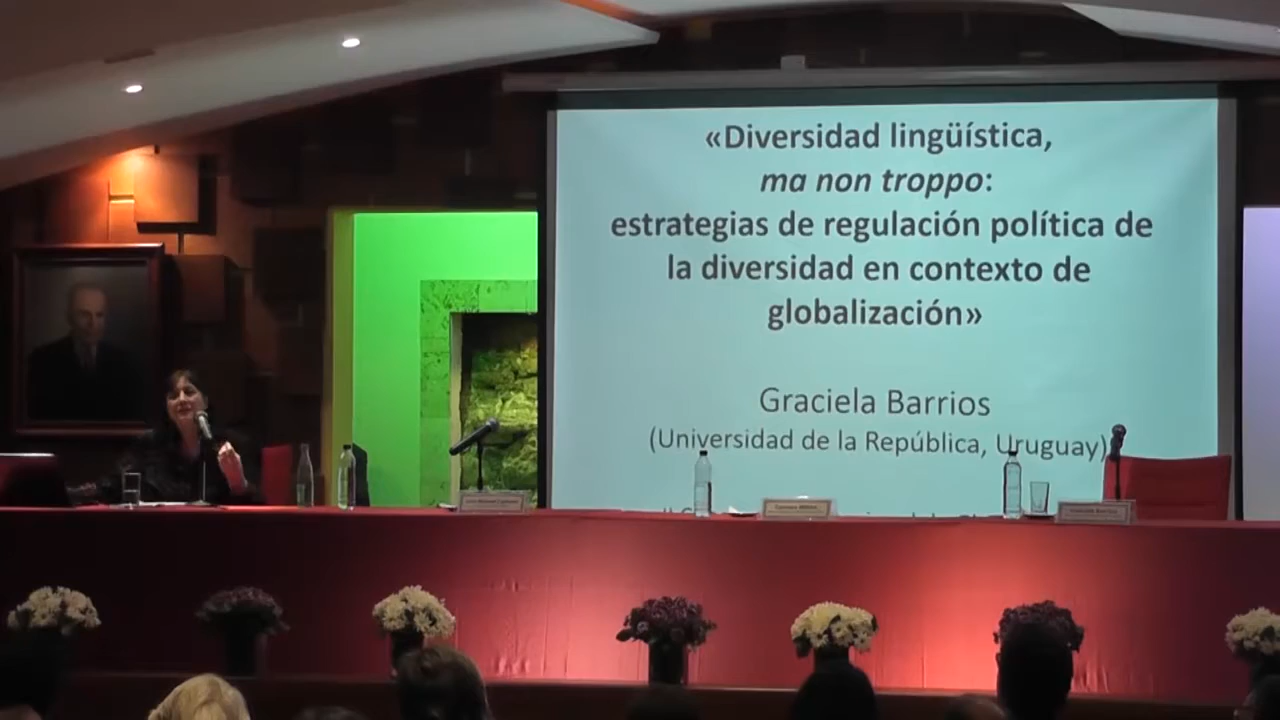 «Diversidad lingüística,
ma non troppo:
estrategias de regulación política de
la diversidad en contexto de
globalización»
Graciela Barrios
(Universidad de la República, Uruguay)